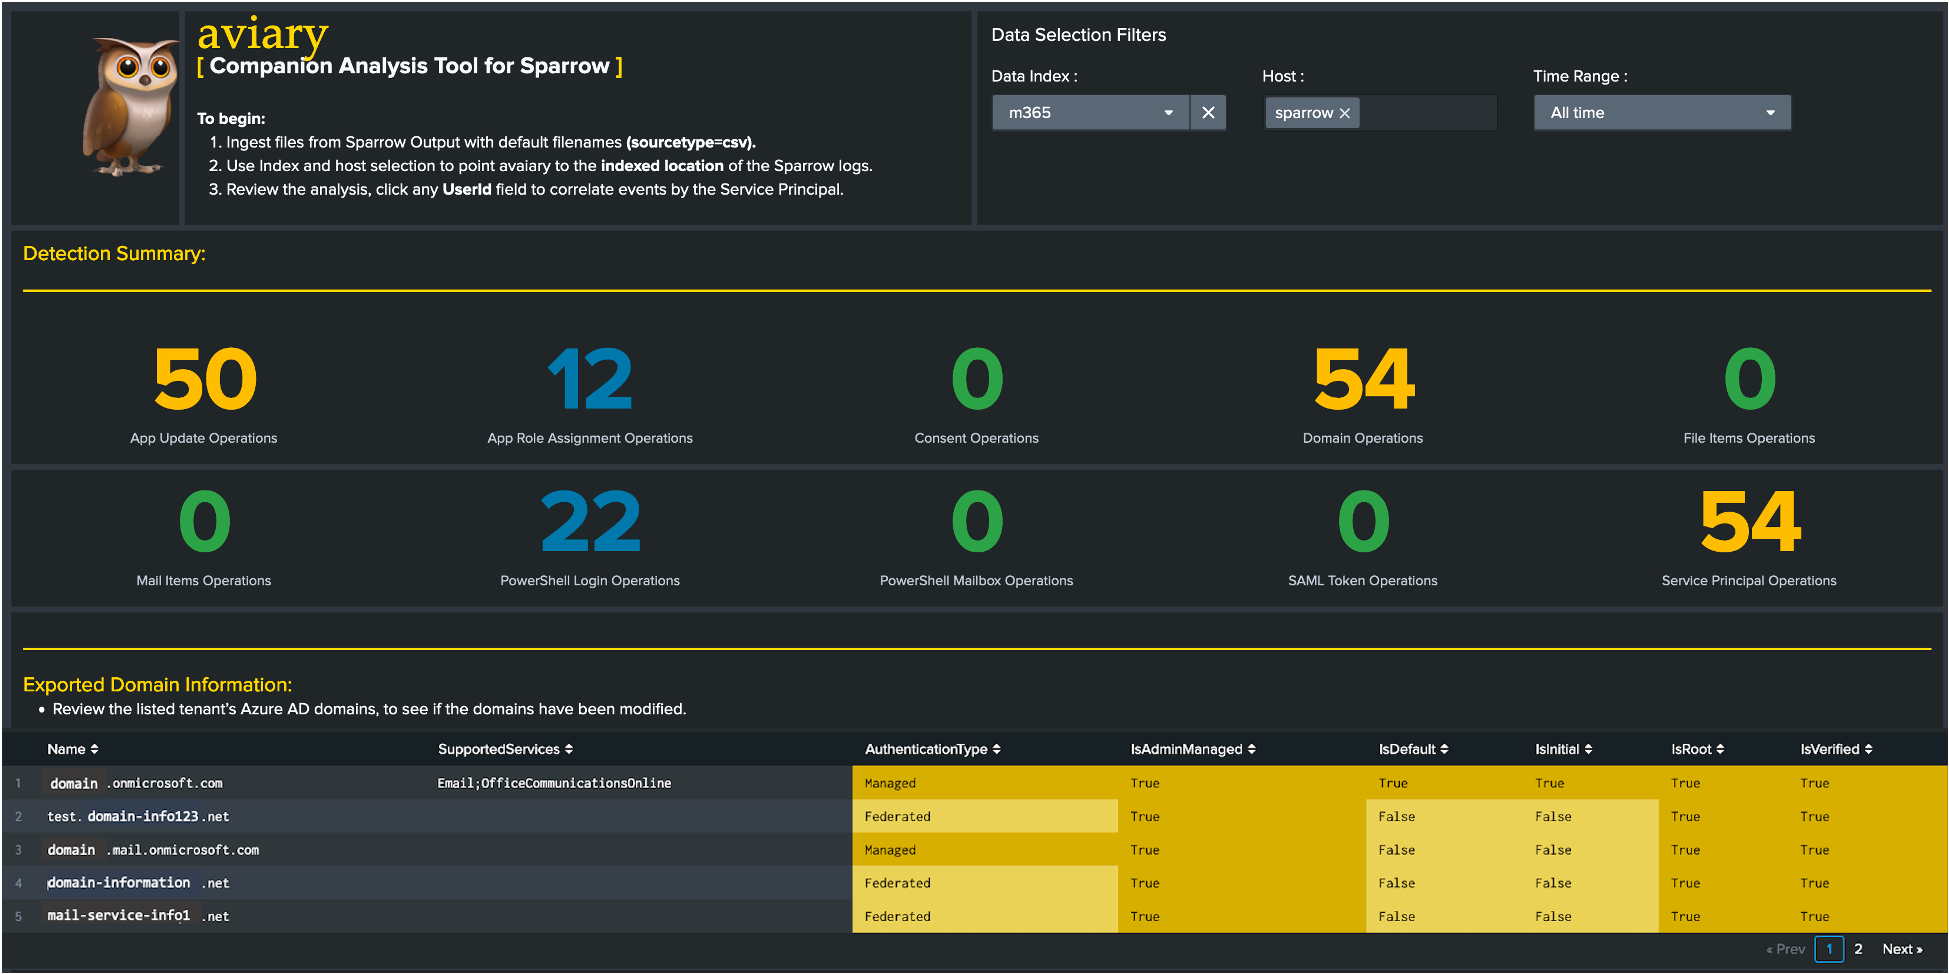 aviary
[ Companion Analysis Tool for Sparrow ]
To begin:
1. Ingest files from Sparrow Output with default filenames (sourcetype=csv).
2. Use Index and host selection to point avaiary to the indexed location of the Sparrow logs.
3. Review the analysis, click any UserId field to correlate events by the Service Principal.
Data Selection Filters
Data Index : Host : Time Range :
m365 sparrow All time
Detection Summary:
50 12 0 54 0
App Update Operations App Role Assignment Operations Consent Operations Domain Operations File Items Operations
0 22 0 0 54
Mail Items Operations PowerShell Login Operations PowerShell Mailbox Operations SAML Token Operations Service Principal Operations
Exported Domain Information:
• Review the listed tenant's Azure AD domains, to see if the domains have been modified.
Name SupportedServices AuthenticationType IsAdminManaged IsDefault IsInitial IsRoot IsVerified
1 domain .onmicrosoft.com Email;OfficeCommunicationsOnline Managed True True True True True
2 test. domain-info123 .net Federated True False False True True
3 domain .mail.onmicrosoft.com Managed True False False True True
4 domain-information .net Federated True False False True True
5 mail-service-info1 .net Federated True False False True True
« Prev 1 2 Next »